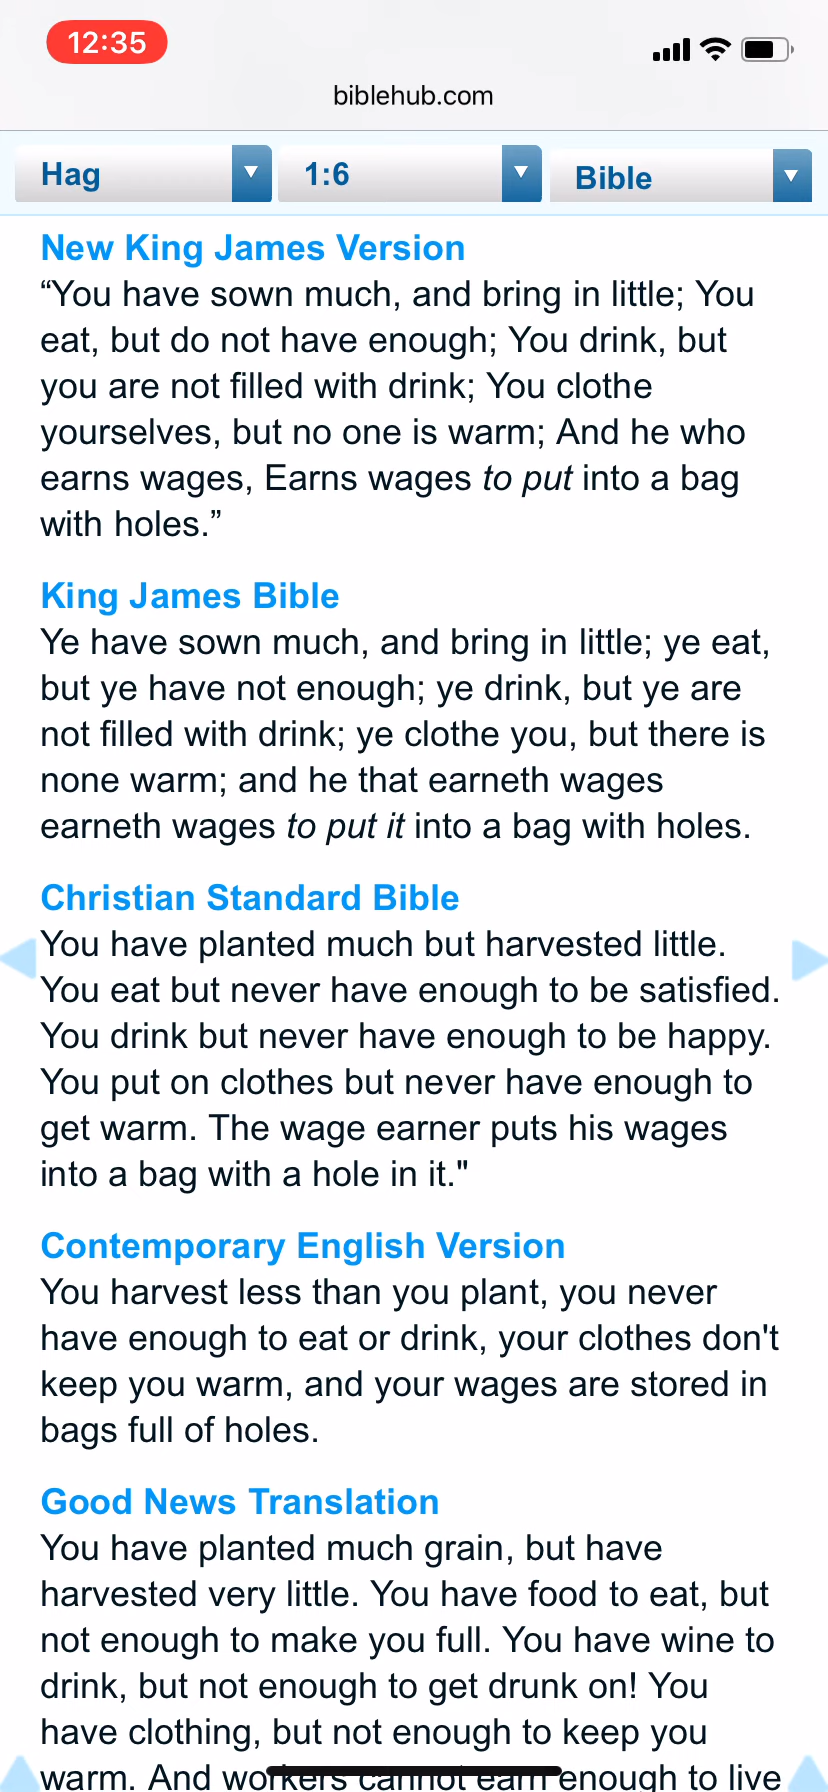 12:35
biblehub.com
Hag
1:6
Bible
New King James Version
“You have sown much, and bring in little; You
eat, but do not have enough; You drink, but
you are not filled with drink; You clothe
yourselves, but no one is warm; And he who
earns wages, Earns wages to put into a bag
with holes.”
King James Bible
Ye have sown much, and bring in little; ye eat,
but ye have not enough; ye drink, but ye are
not filled with drink; ye clothe you, but there is
none warm; and he that earneth wages
earneth wages to put it into a bag with holes.
Christian Standard Bible
You have planted much but harvested little.
You eat but never have enough to be satisfied.
You drink but never have enough to be happy.
You put on clothes but never have enough to
get warm. The wage earner puts his wages
into a bag with a hole in it."
Contemporary English Version
You harvest less than you plant, you never
have enough to eat or drink, your clothes don't
keep you warm, and your wages are stored in
bags full of holes.
Good News Translation
You have planted much grain, but have
harvested very little. You have food to eat, but
not enough to make you full. You have wine to
drink, but not enough to get drunk on! You
have clothing, but not enough to keep you
warm. And workers cannot earn enough to live